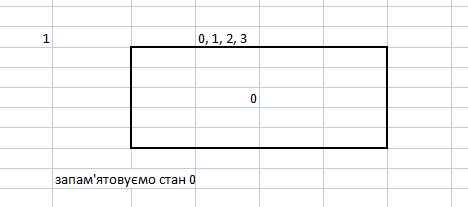 1 0, 1, 2, 3
0
запам'ятовуємо стан 0